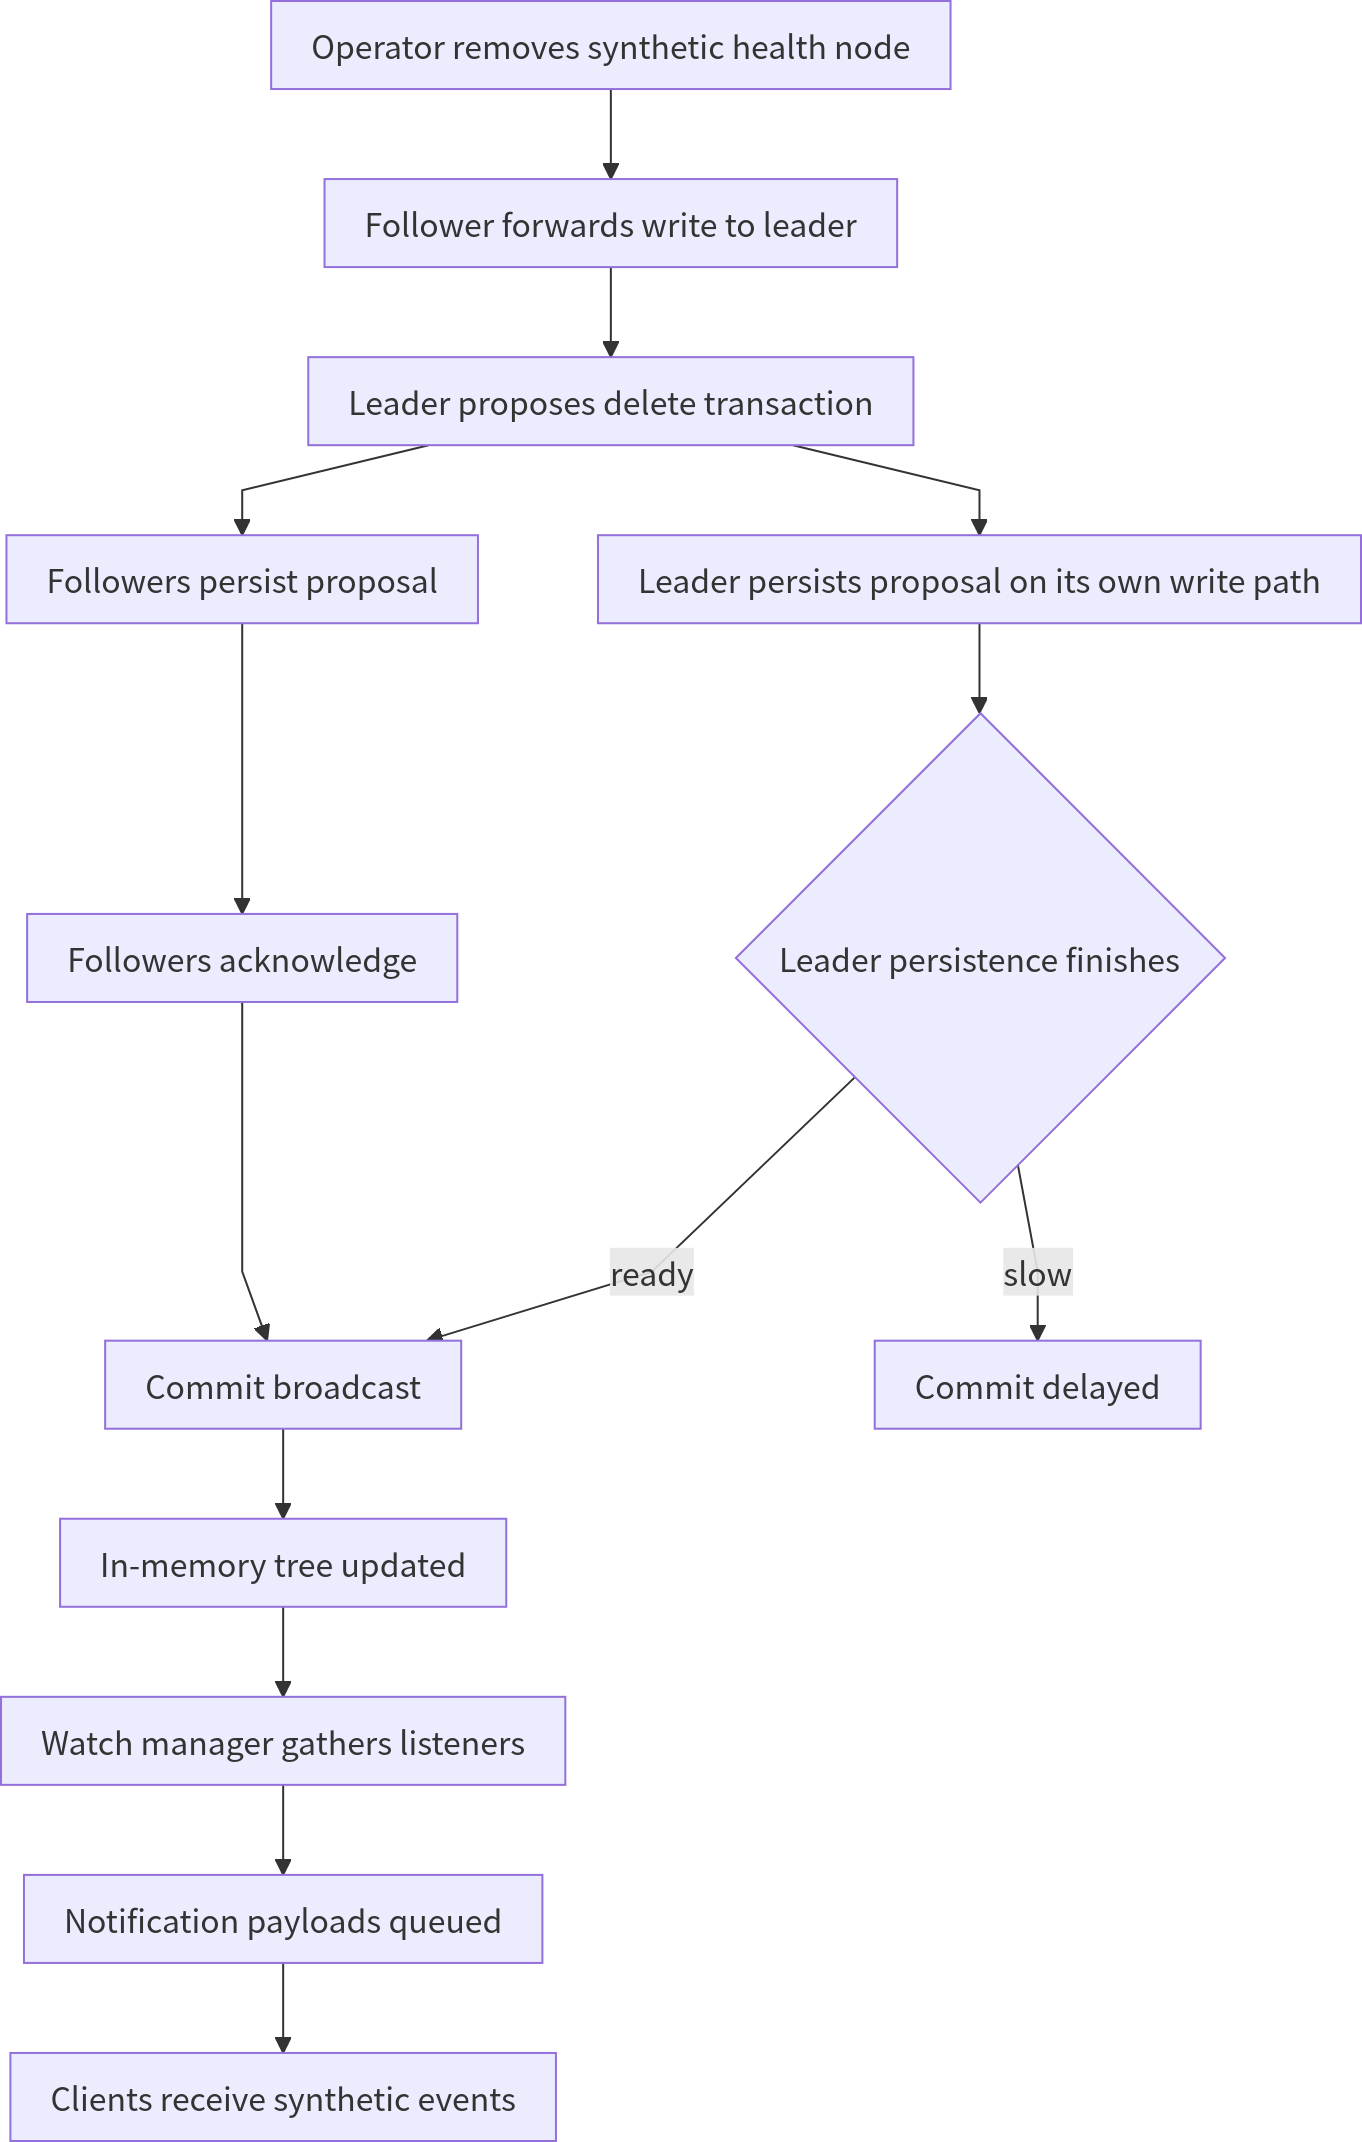 Operator removes synthetic health node
Follower forwards write to leader
Leader proposes delete transaction
Followers persist proposal
Leader persists proposal on its own write path
Followers acknowledge
Leader persistence finishes
ready
slow
Commit broadcast
Commit delayed
In-memory tree updated
Watch manager gathers listeners
Notification payloads queued
Clients receive synthetic events